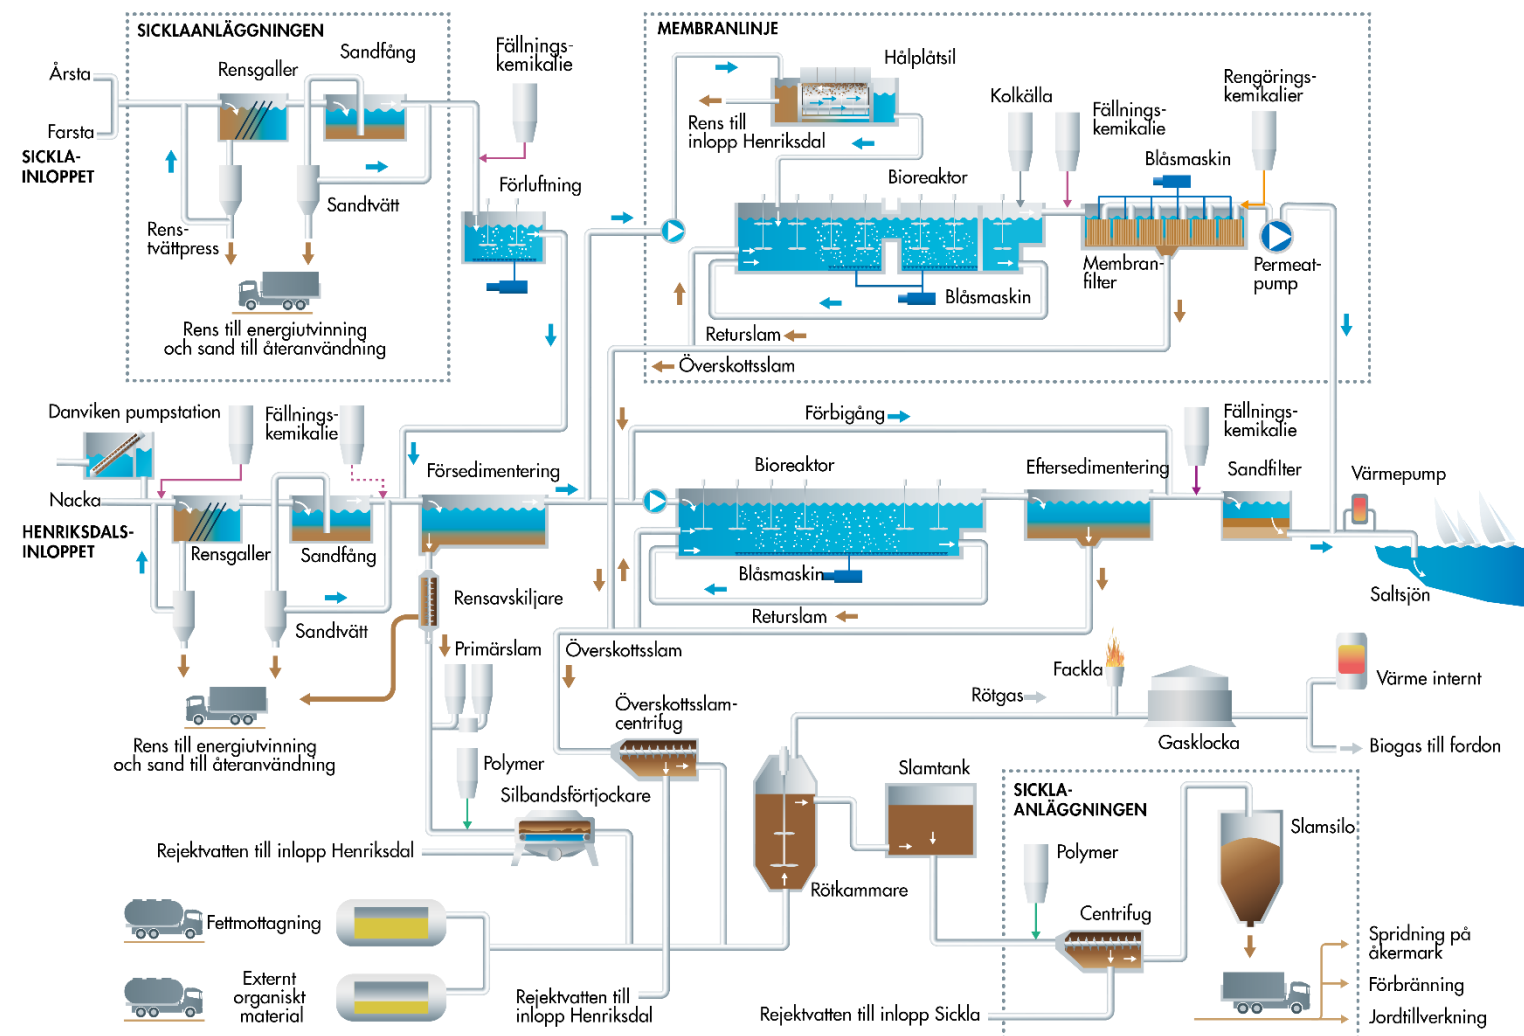 SICKLAANLÄGGNINGEN
Årsta
Farsta
SICKLA-
INLOPPET
Rensgaller
Sandfång
Rens-
tvättpress
Sandtvätt
Rens till energiutvinning
och sand till återanvändning
Fällnings-
kemikalie
Förluftning
MEMBRANLINJE
Hålplåtsil
Rens till
inlopp Henriksdal
Kolkälla
Fällnings-
kemikalie
Rengörings-
kemikalier
Blåsmaskin
Bioreaktor
Membran-
filter
Permeat-
pump
Blåsmaskin
Returslam
Överskottsslam
Danviken pumpstation
Fällnings-
kemikalie
Nacka
HENRIKSDALS-
INLOPPET
Rensgaller
Sandfång
Sandtvätt
Försedimentering
Förbigång
Bioreaktor
Blåsmaskin
Returslam
Eftersedimentering
Fällnings-
kemikalie
Sandfilter
Värmepump
Saltsjön
Rensavskiljare
Primärslam
Överskottsslam
Rens till energiutvinning
och sand till återanvändning
Överskottsslam-
centrifug
Polymer
Silbandsförtjockare
Rejektvatten till inlopp Henriksdal
Rötgas
Fackla
Gasklocka
Värme internt
Biogas till fordon
Rötkammare
Slamtank
SICKLA-
ANLÄGGNINGEN
Polymer
Centrifug
Slamsilo
Fettmottagning
Externt
organiskt
material
Rejektvatten till
inlopp Henriksdal
Rejektvatten till inlopp Sickla
Spridning på
åkermark
Förbränning
Jordtillverkning